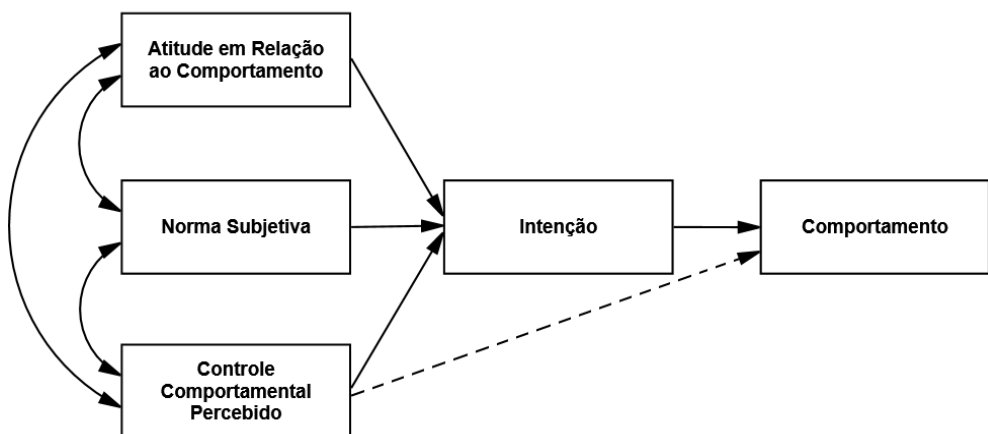 Atitude em Relação
ao Comportamento
Norma Subjetiva
Intenção
Comportamento
Controle
Comportamental
Percebido